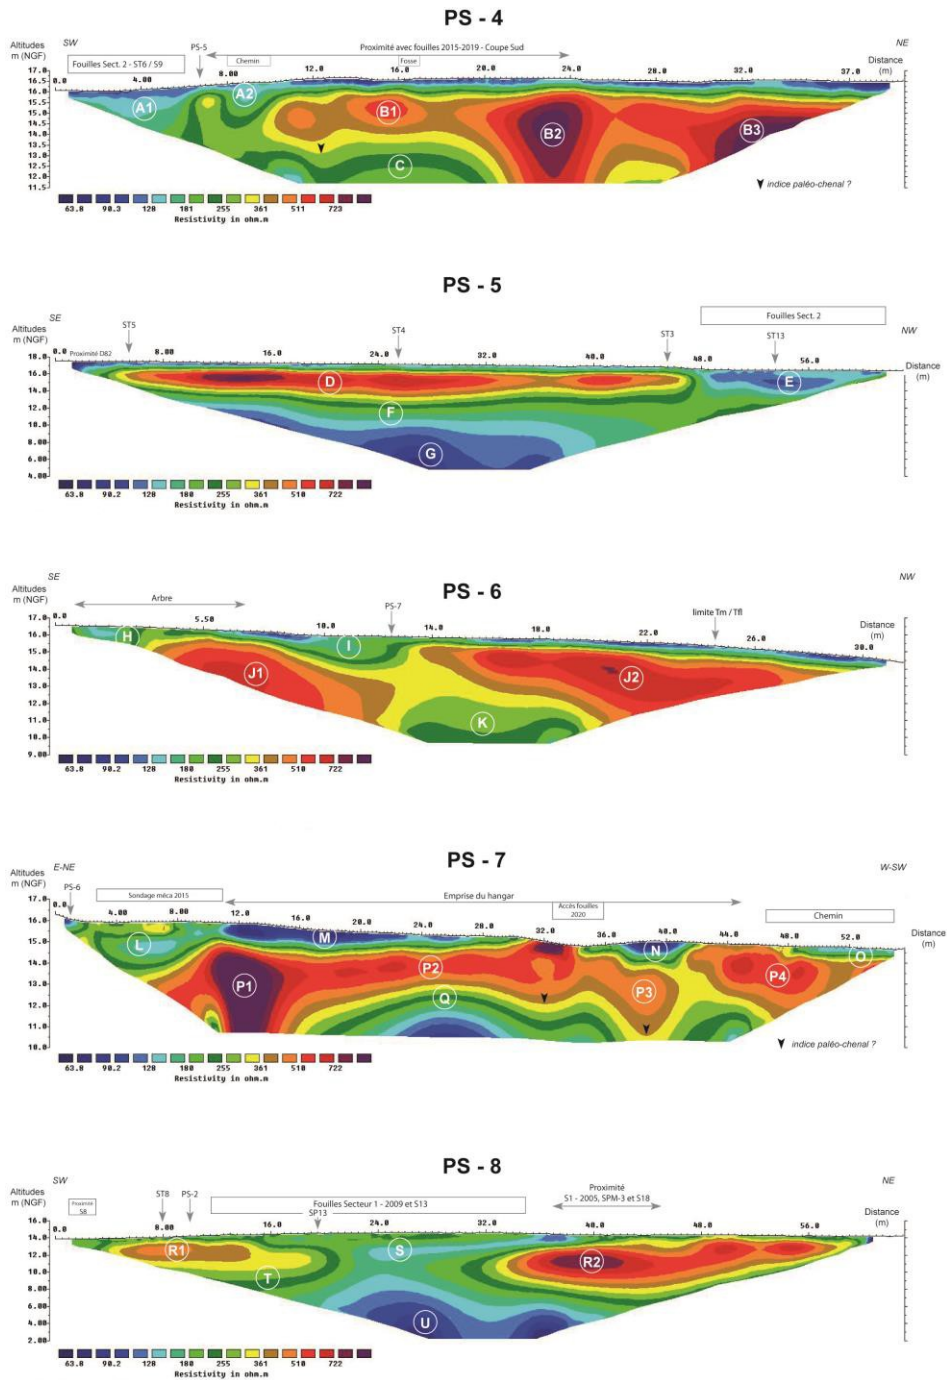 PS - 4
Altitudes
m (NGF)
SW
PS-5
Proximité avec fouilles 2015-2019 - Coupe Sud
NE
Fouilles Sect. 2 - ST6 / S9
Chemin
Fosse
Distance
(m)
4.00 8.00 12.0 16.0 20.0 24.0 28.0 32.0 37.0
17.0
16.0
15.5
14.5
13.5
13.0
12.0
11.5
A1
A2
B1
B2
B3
C
indice paléo-chenal ?
63.8 90.3 128 181 255 361 511 723
Resistivity in ohm.m
PS - 5
SE
Altitudes
m (NGF)
ST5
ST4
ST3
Fouilles Sect. 2
ST13
NW
Distance
(m)
0.0 Proximité D82 8.00 16.0 24.0 32.0 40.0 48.0 56.0
18.0
16.0
14.0
12.0
10.0
8.00
6.00
4.00
D
E
F
G
63.8 90.2 128 180 255 361 510 722
Resistivity in ohm.m
PS - 6
SE
Altitudes
m (NGF)
Arbre
PS-7
limite Tm / Tfl
NW
Distance
(m)
0.0 5.50 10.0 14.0 18.0 22.0 26.0 30.0
17.0
16.0
15.0
14.0
13.0
12.0
11.0
10.0
9.00
H
I
J1
J2
K
63.8 90.2 128 180 255 361 510 722
Resistivity in ohm.m
PS - 7
E-NE
W-SW
Altitudes
m (NGF)
PS-6
Sondage méca 2015
Emprise du hangar
Accès fouilles
2020
Chemin
Distance
(m)
0.0 4.00 8.00 12.0 16.0 20.0 24.0 28.0 32.0 36.0 40.0 44.0 48.0 52.0
17.0
16.0
15.0
14.0
13.0
12.0
11.0
10.0
L
M
N
O
P1
P2
P3
P4
Q
indice paléo-chenal ?
63.8 90.2 128 180 255 361 510 722
Resistivity in ohm.m
PS - 8
SW
NE
Altitudes
m (NGF)
Proximité
S8
ST8
PS-2
Fouilles Secteur 1 - 2009 et S13
SP13
Proximité
S1 - 2005, SPM-3 et S18
Distance
(m)
0.0 8.00 16.0 24.0 32.0 40.0 48.0 56.0
16.0
14.0
12.0
10.0
8.00
6.00
4.00
2.00
R1
R2
S
T
U
63.8 90.2 128 180 255 361 510 722
Resistivity in ohm.m